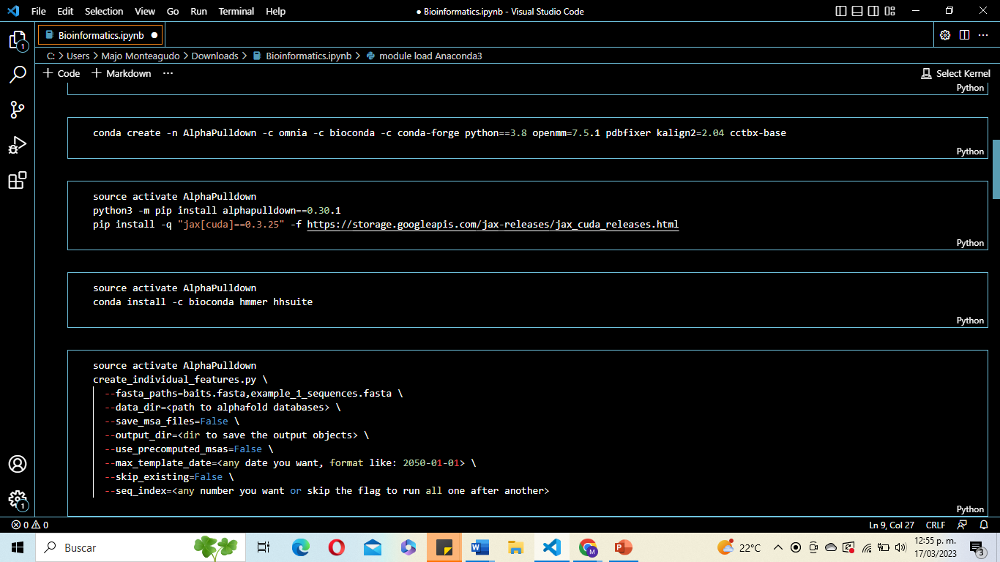 File Edit Selection View Go Run Terminal Help
● Bioinformatics.ipynb - Visual Studio Code
Bioinformatics.ipynb ●
1
C: > Users > Majo Monteagudo > Downloads > Bioinformatics.ipynb > module load Anaconda3
+ Code + Markdown ···
Select Kernel
Python
conda create -n AlphaPulldown -c omnia -c bioconda -c conda-forge python==3.8 openmm=7.5.1 pdbfixer kalign2=2.04 cctbx-base
Python
source activate AlphaPulldown
python3 -m pip install alphapulldown==0.30.1
pip install -q "jax[cuda]==0.3.25" -f https://storage.googleapis.com/jax-releases/jax_cuda_releases.html
Python
source activate AlphaPulldown
conda install -c bioconda hmmer hhsuite
Python
source activate AlphaPulldown
create_individual_features.py \
--fasta_paths=baits.fasta,example_1_sequences.fasta \
--data_dir=<path to alphafold databases> \
--save_msa_files=False \
--output_dir=<dir to save the output objects> \
--use_precomputed_msas=False \
--max_template_date=<any date you want, format like: 2050-01-01> \
--skip_existing=False \
--seq_index=<any number you want or skip the flag to run all one after another>
Python
1
0 0
Ln 9, Col 27 CRLF
Buscar
W
M
P
22°C
12:55 p. m.
17/03/2023
3